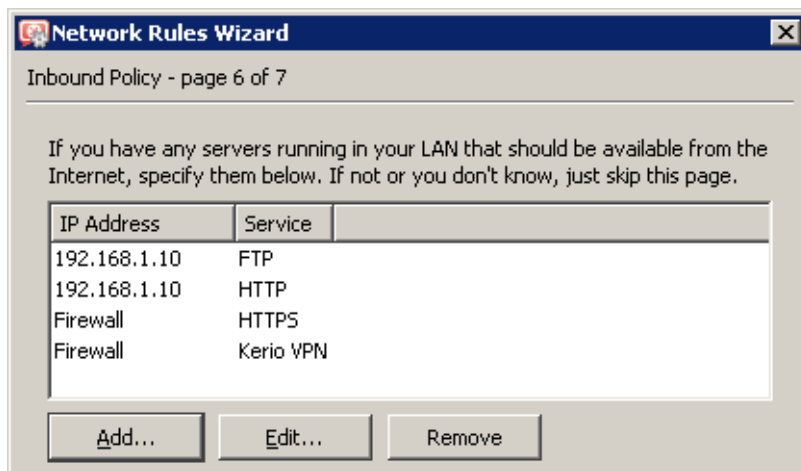 Network Rules Wizard
Inbound Policy - page 6 of 7
If you have any servers running in your LAN that should be available from the
Internet, specify them below. If not or you don't know, just skip this page.
IP Address Service
192.168.1.10 FTP
192.168.1.10 HTTP
Firewall HTTPS
Firewall Kerio VPN
Add... Edit... Remove